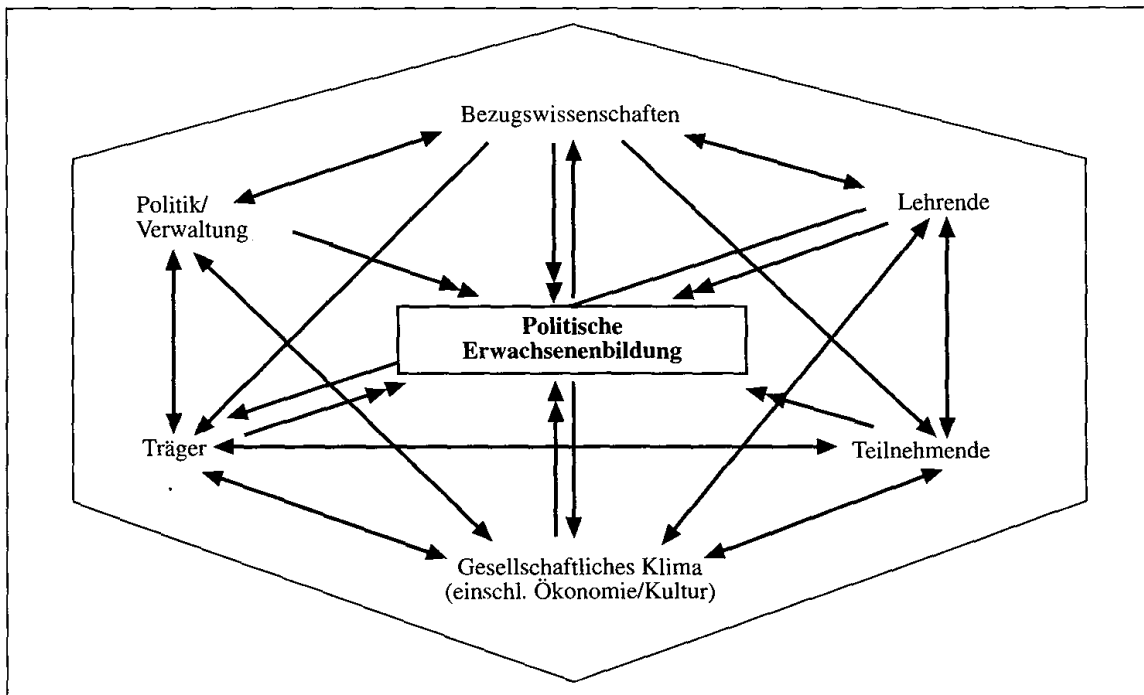 Bezugswissenschaften
Politik/
Verwaltung
Lehrende
Politische
Erwachsenenbildung
Träger
Teilnehmende
Gesellschaftliches Klima
(einschl. Ökonomie/Kultur)